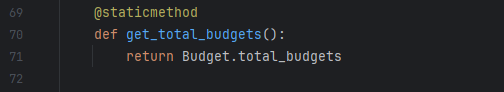 69 @staticmethod
70 def get_total_budgets():
71 return Budget.total_budgets
72